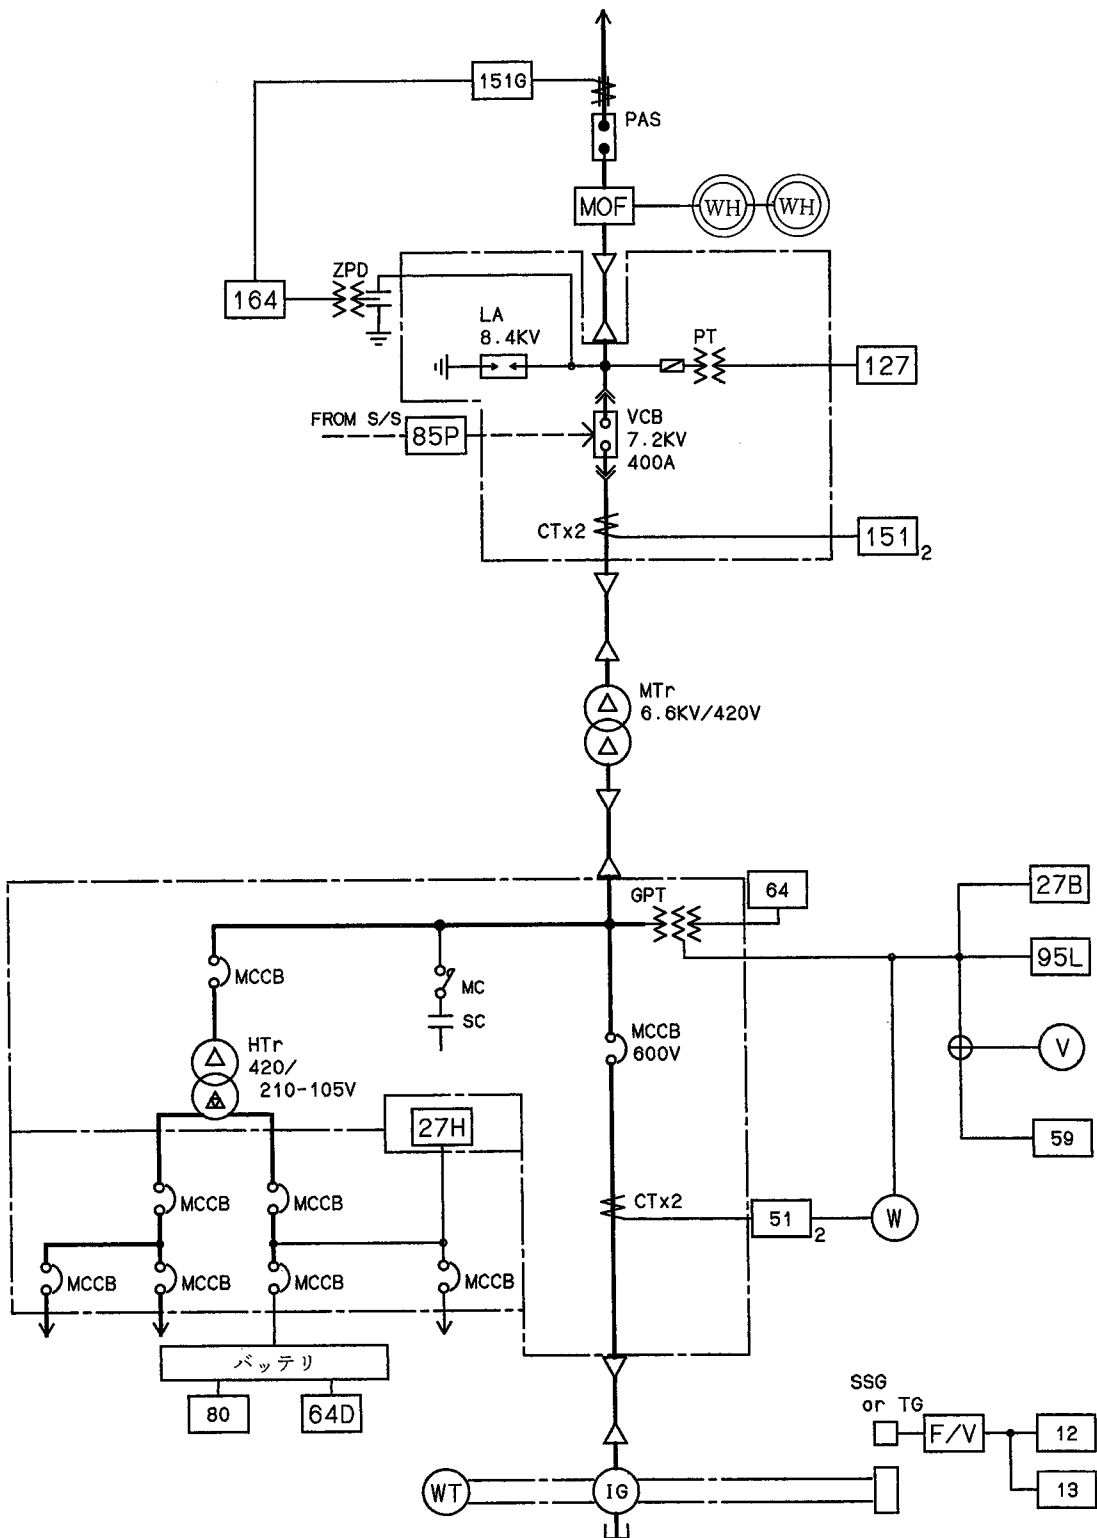 151G
PAS
MOF
WH
WH
ZPD
164
LA
8.4KV
PT
127
FROM S/S
85P
VCB
7.2KV
400A
CTx2
151
2
MTr
6.6KV/420V
GPT
64
27B
MCCB
MC
95L
SC
MCCB
600V
HTr
420/
210-105V
V
27H
59
MCCB
MCCB
CTx2
51
2
W
MCCB
MCCB
MCCB
MCCB
バッテリ
80
64D
SSG
or TG
F/V
12
WT
IG
13